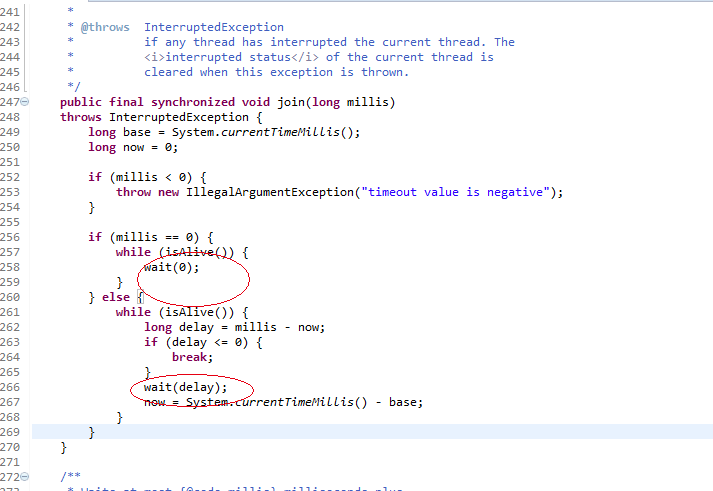 241 *
242 * @throws InterruptedException
243 * if any thread has interrupted the current thread. The
244 * <i>interrupted status</i> of the current thread is
245 * cleared when this exception is thrown.
246 */
247 public final synchronized void join(long millis)
248 throws InterruptedException {
249 long base = System.currentTimeMillis();
250 long now = 0;
251
252 if (millis < 0) {
253 throw new IllegalArgumentException("timeout value is negative");
254 }
255
256 if (millis == 0) {
257 while (isAlive()) {
258 wait(0);
259 }
260 } else {
261 while (isAlive()) {
262 long delay = millis - now;
263 if (delay <= 0) {
264 break;
265 }
266 wait(delay);
267 now = System.currentTimeMillis() - base;
268 }
269 }
270 }
271
272 /**